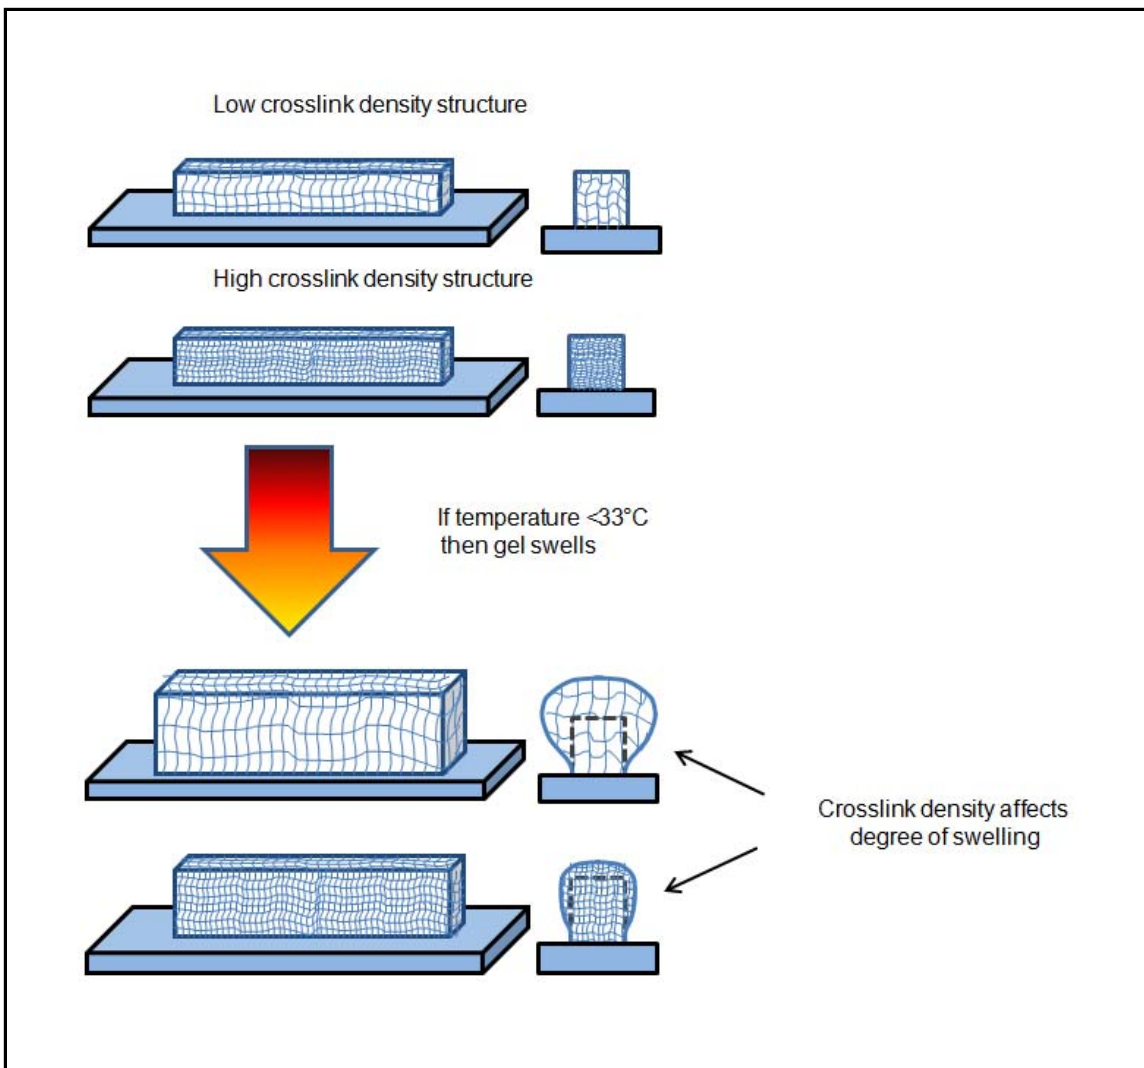 Low crosslink density structure
High crosslink density structure
If temperature <33°C
then gel swells
Crosslink density affects
degree of swelling